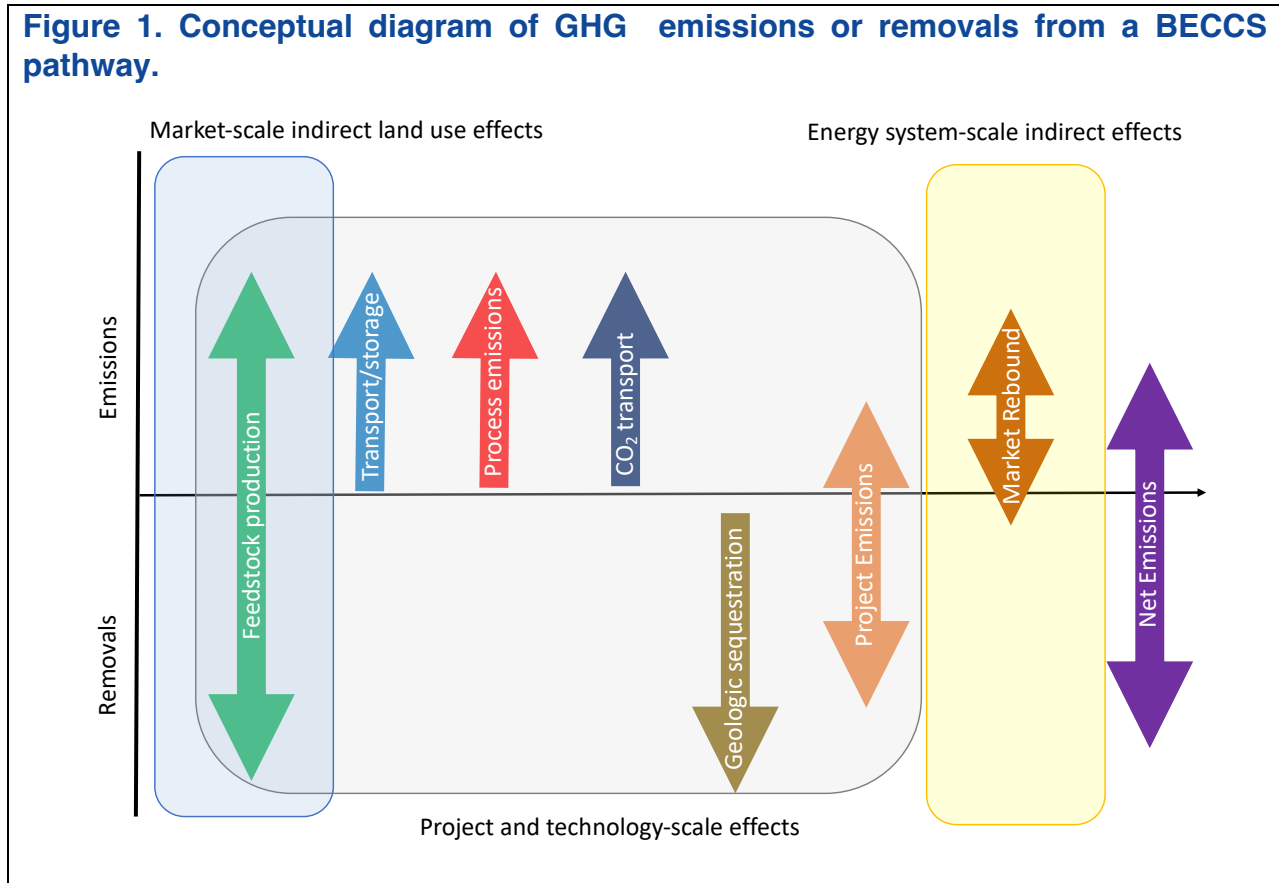 Figure 1. Conceptual diagram of GHG emissions or removals from a BECCS
pathway.
Market-scale indirect land use effects
Energy system-scale indirect effects
Emissions
Removals
Feedstock production
Transport/storage
Process emissions
CO₂ transport
Geologic sequestration
Project Emissions
Market Rebound
Net Emissions
Project and technology-scale effects